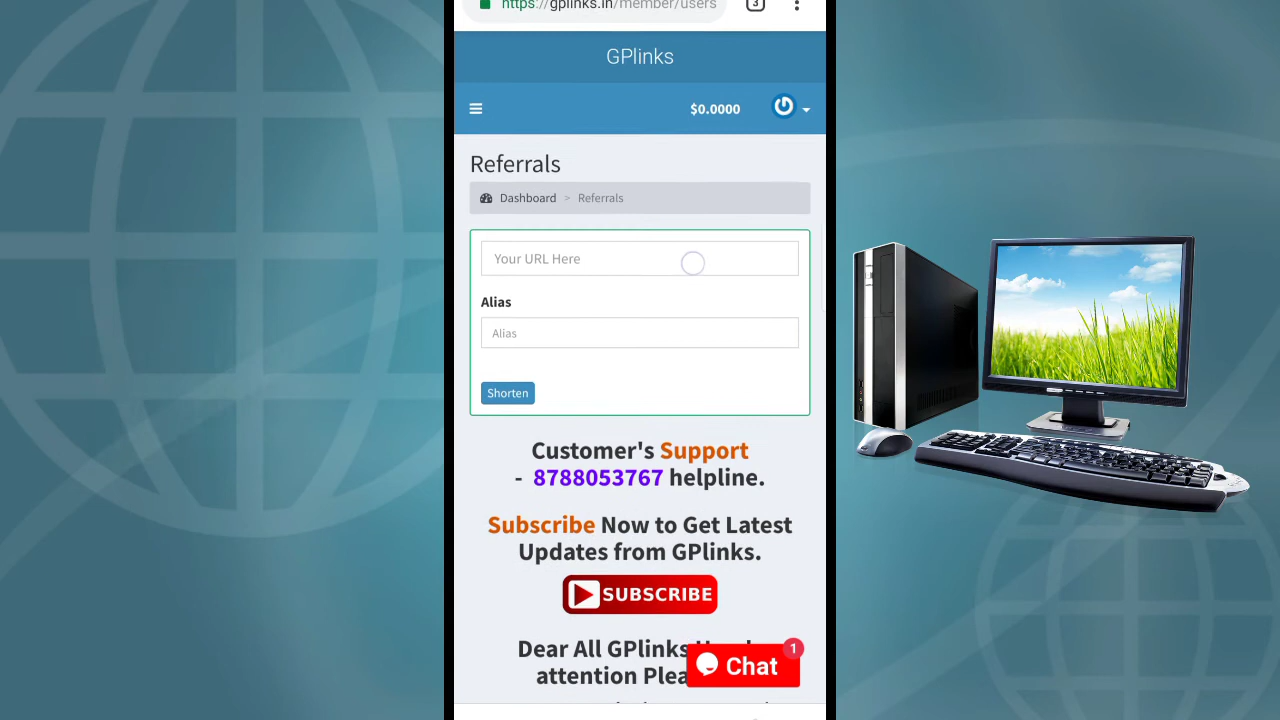 https://gplinks.in/member/users
3
GPlinks
$0.0000
Referrals
Dashboard > Referrals
Your URL Here
Alias
Alias
Shorten
Customer's Support
- 8788053767 helpline.
Subscribe Now to Get Latest
Updates from GPlinks.
SUBSCRIBE
Dear All GPlinks
attention
Chat
1